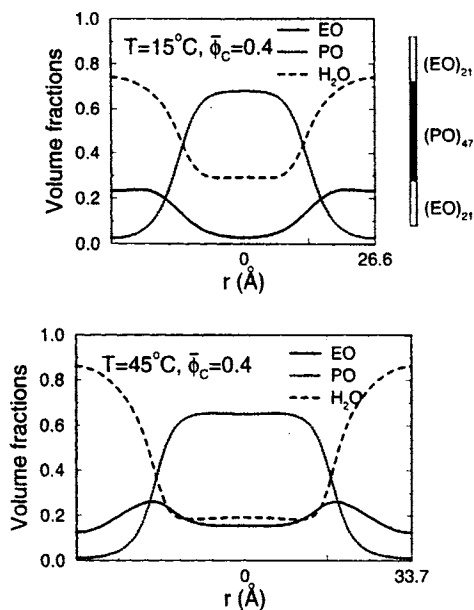 T=15°C, ϕ̄C=0.4
EO
PO
H2O
1.0
0.8
0.6
0.4
0.2
0.0
Volume fractions
0
26.6
r (Å)
(EO)21
(PO)47
(EO)21
T=45°C, ϕ̄C=0.4
EO
PO
H2O
1.0
0.8
0.6
0.4
0.2
0.0
Volume fractions
0
33.7
r (Å)